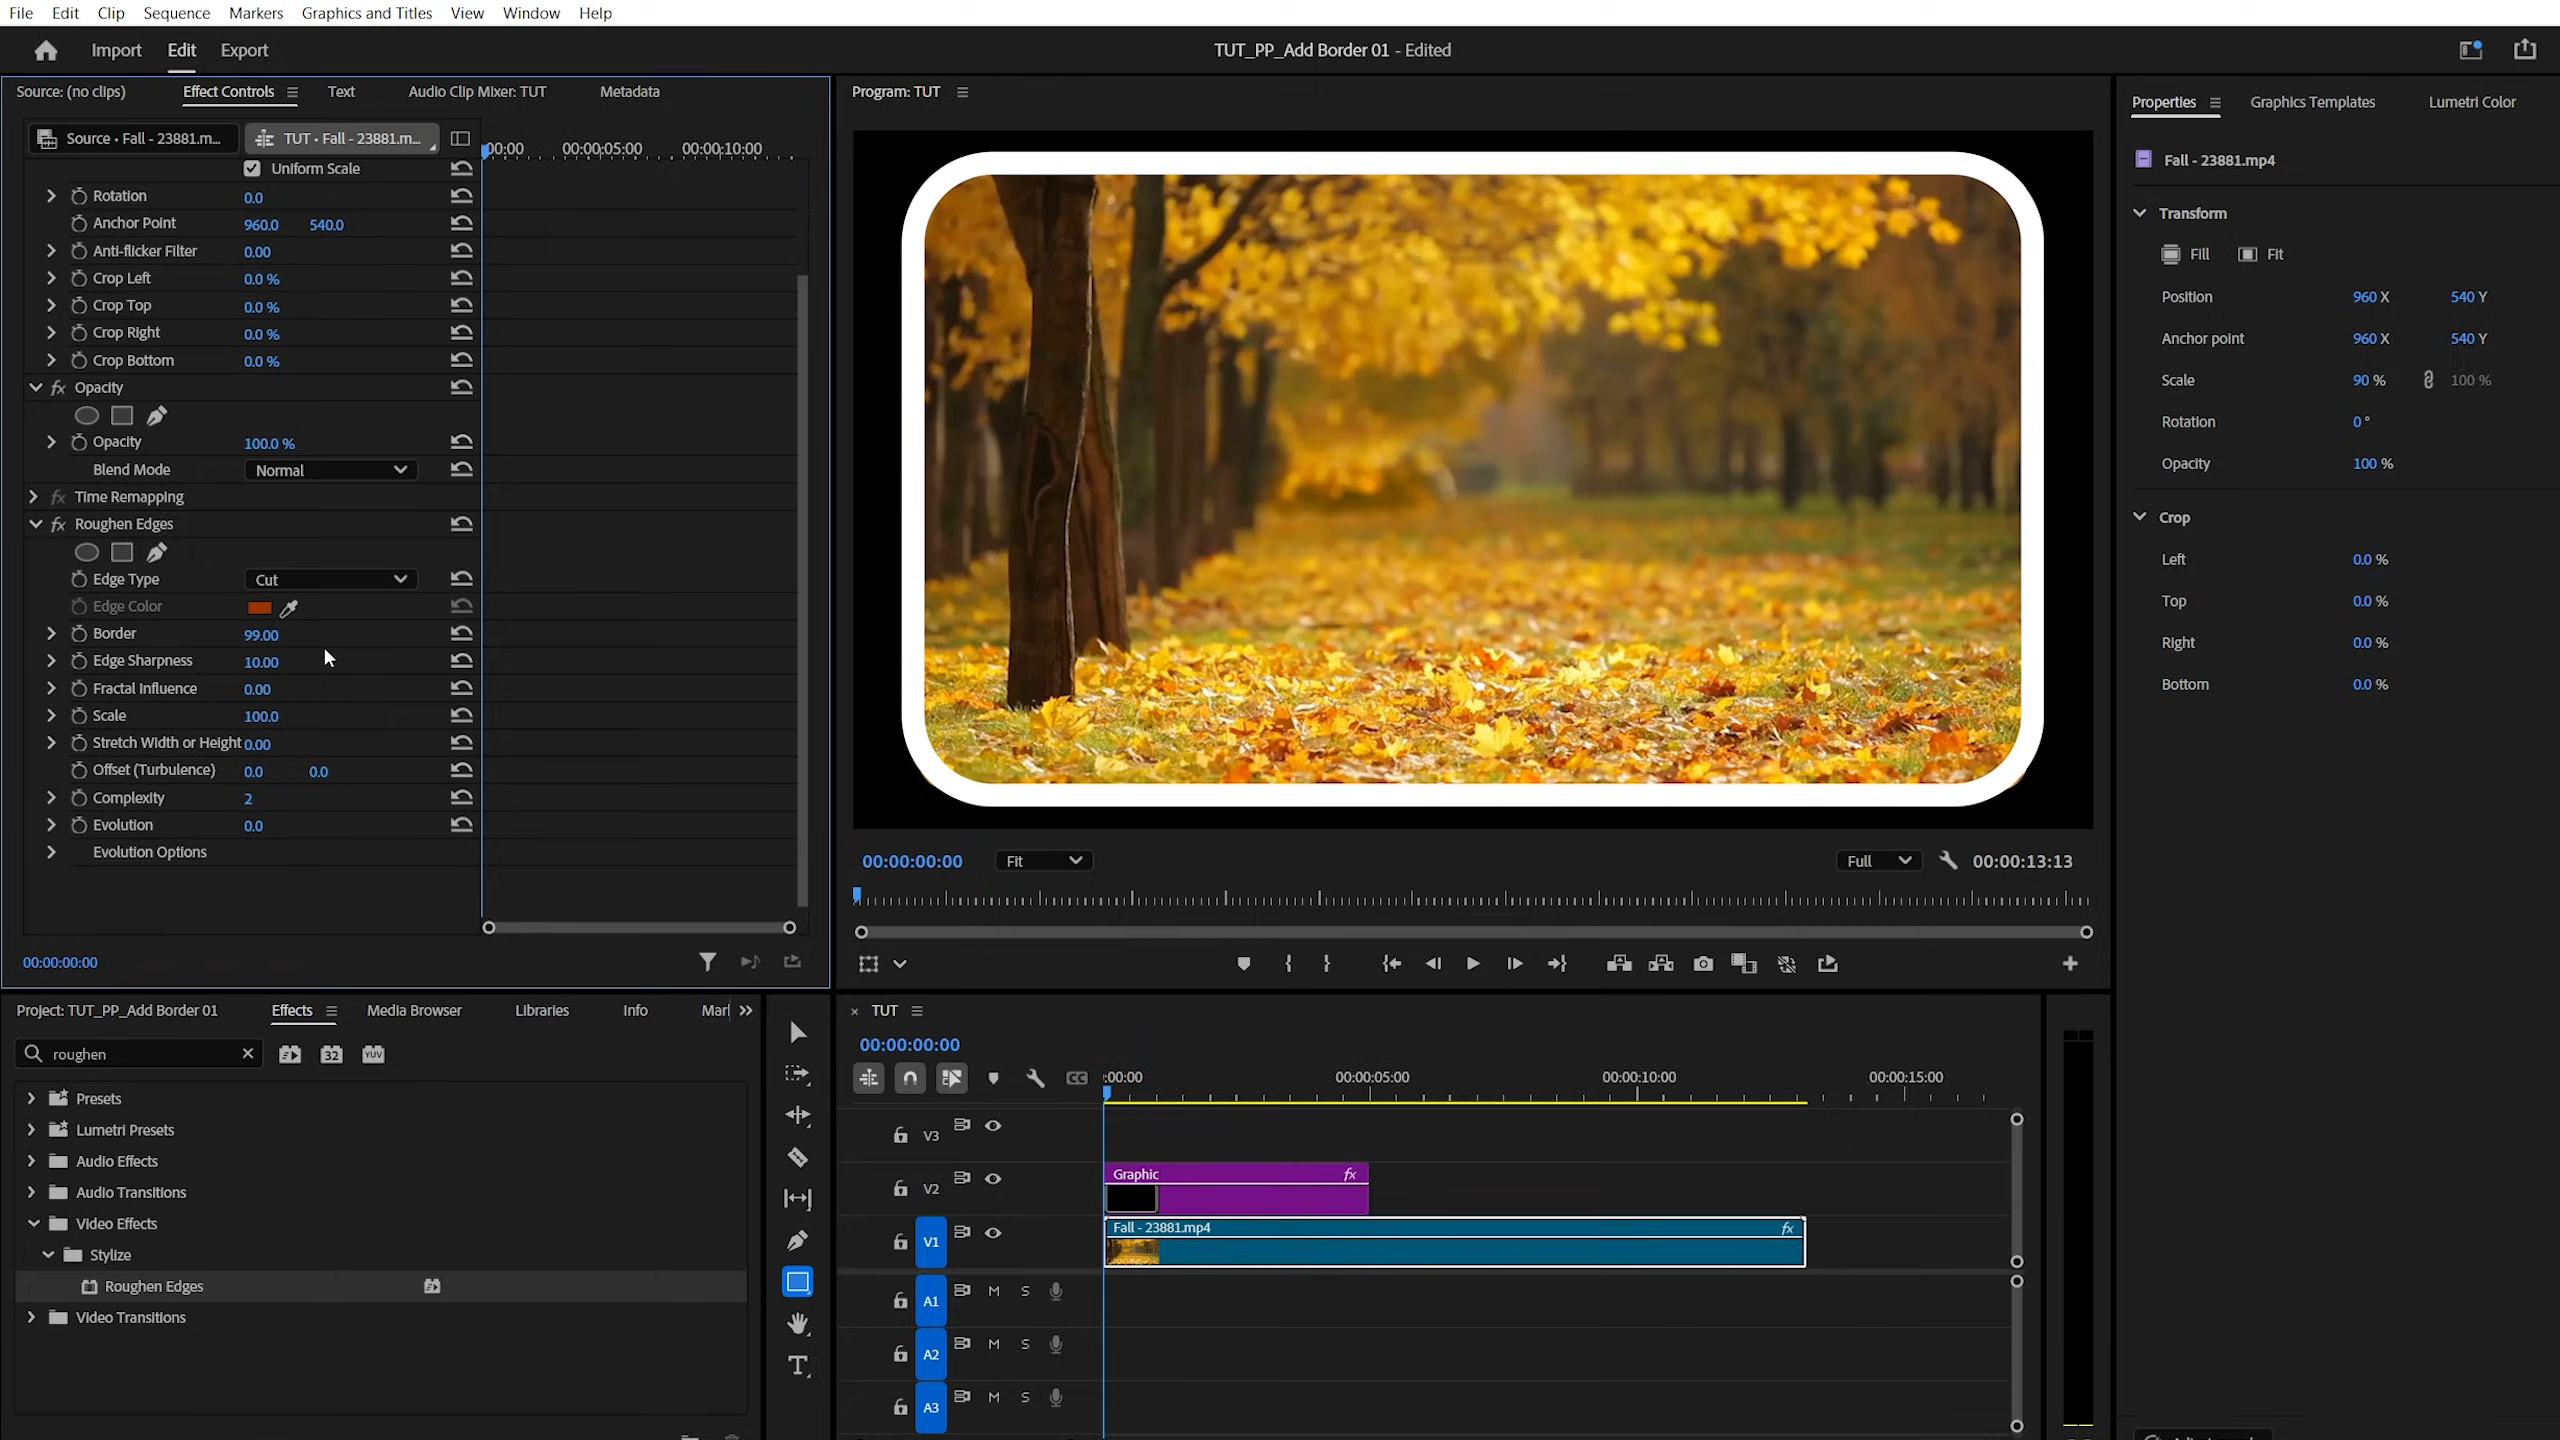 File Edit Clip Sequence Markers Graphics and Titles View Window Help
Import Edit Export
TUT_PP_Add Border 01 - Edited
Source: (no clips) Effect Controls Text Audio Clip Mixer: TUT Metadata
Source • Fall - 23881.m... TUT • Fall - 23881.m...
:00:00 00:00:05:00 00:00:10:00
Uniform Scale
Rotation 0.0
Anchor Point 960.0 540.0
Anti-flicker Filter 0.00
Crop Left 0.0 %
Crop Top 0.0 %
Crop Right 0.0 %
Crop Bottom 0.0 %
fx Opacity
Opacity 100.0 %
Blend Mode Normal
fx Time Remapping
fx Roughen Edges
Edge Type Cut
Edge Color
Border 99.00
Edge Sharpness 10.00
Fractal Influence 0.00
Scale 100.0
Stretch Width or Height 0.00
Offset (Turbulence) 0.0 0.0
Complexity 2
Evolution 0.0
Evolution Options
00:00:00:00
Program: TUT
00:00:00:00 Fit Full 00:00:13:13
Properties Graphics Templates Lumetri Color
Fall - 23881.mp4
Transform
Fill Fit
Position 960 X 540 Y
Anchor point 960 X 540 Y
Scale 90 % 100 %
Rotation 0 °
Opacity 100 %
Crop
Left 0.0 %
Top 0.0 %
Right 0.0 %
Bottom 0.0 %
Project: TUT_PP_Add Border 01 Effects Media Browser Libraries Info Mar
roughen 32 YUV
Presets
Lumetri Presets
Audio Effects
Audio Transitions
Video Effects
Stylize
Roughen Edges
Video Transitions
T
× TUT
00:00:00:00
CC
:00:00 00:00:05:00 00:00:10:00 00:00:15:00
V3
V2
Graphic fx
V1
Fall - 23881.mp4 fx
A1 M S
A2 M S
A3 M S